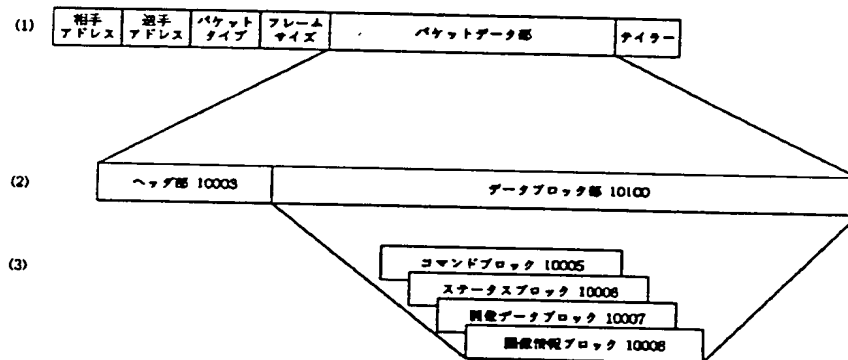 (1)
相手
アドレス
送手
アドレス
パケット
タイプ
フレーム
サイズ
パケットデータ部
テイラー
(2)
ヘッダ部 10003
データブロック部 10100
(3)
コマンドブロック 10005
ステータスブロック 10006
画像データブロック 10007
画像情報ブロック 10008